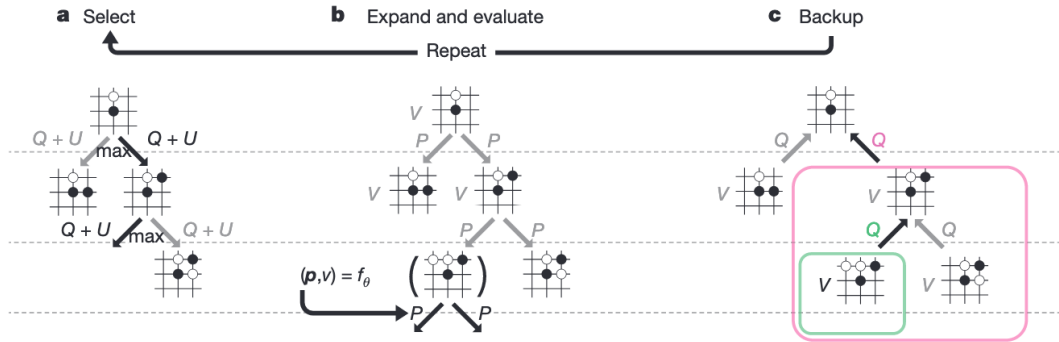 a Select
b Expand and evaluate
c Backup
Repeat
V
Q + U
Q + U
max
P
P
Q
Q
V
V
V
Q + U
max
Q + U
P
P
Q
Q
(p,v) = fθ
(
)
V
V
P
P